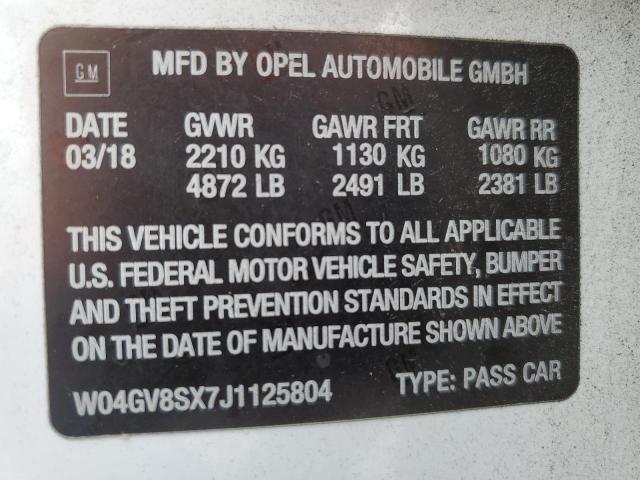 GM MFD BY OPEL AUTOMOBILE GMBH
DATE GVWR GAWR FRT GAWR RR
03/18 2210 KG 1130 KG 1080 KG
4872 LB 2491 LB 2381 LB
THIS VEHICLE CONFORMS TO ALL APPLICABLE
U.S. FEDERAL MOTOR VEHICLE SAFETY, BUMPER
AND THEFT PREVENTION STANDARDS IN EFFECT
ON THE DATE OF MANUFACTURE SHOWN ABOVE
W04GV8SX7J1125804 TYPE: PASS CAR